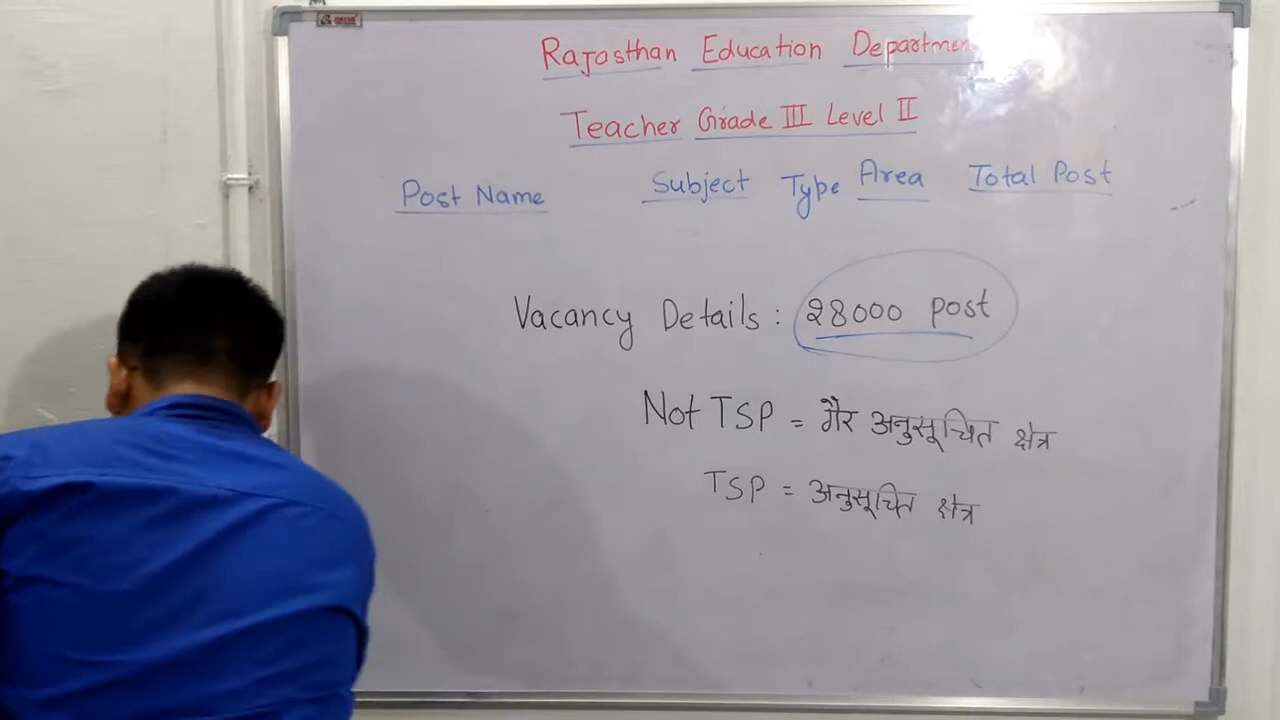 Rajasthan Education Departmen
Teacher Grade III Level II
Post Name Subject Type Area Total Post
Vacancy Details : 28000 post
Not TSP = गैर अनुसूचित क्षेत्र
TSP = अनुसूचित क्षेत्र